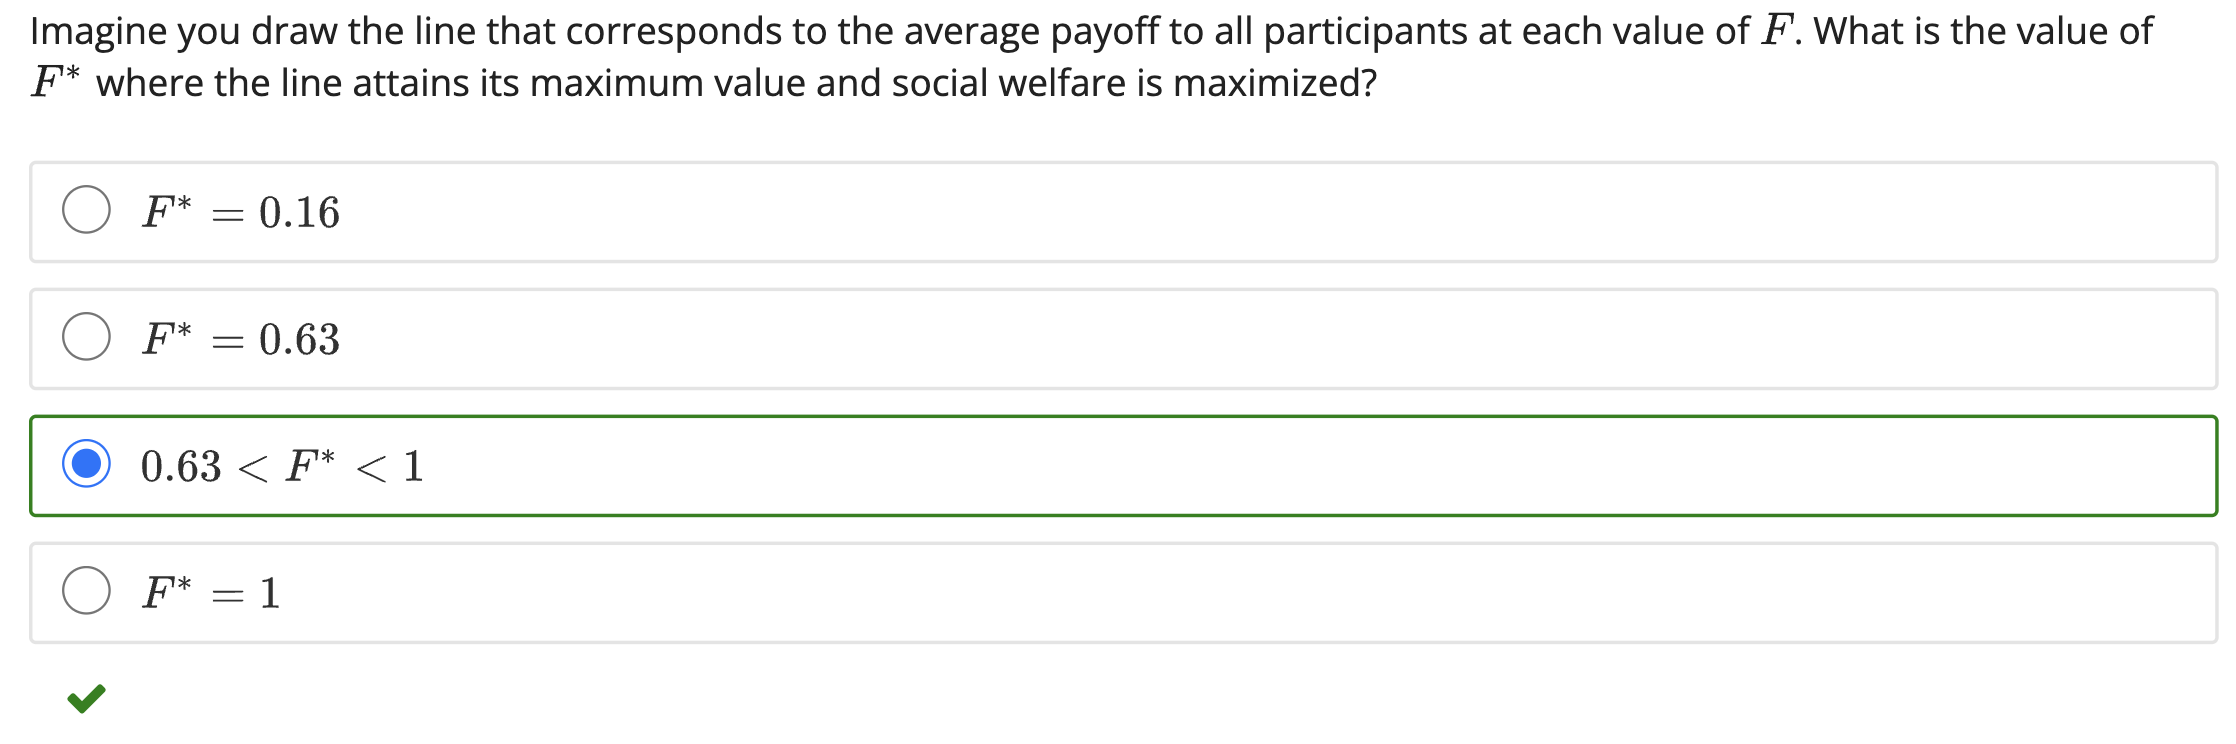 Imagine you draw the line that corresponds to the average payoff to all participants at each value of F. What is the value of
F* where the line attains its maximum value and social welfare is maximized?
F* = 0.16
F* = 0.63
0.63 < F* < 1
F* = 1